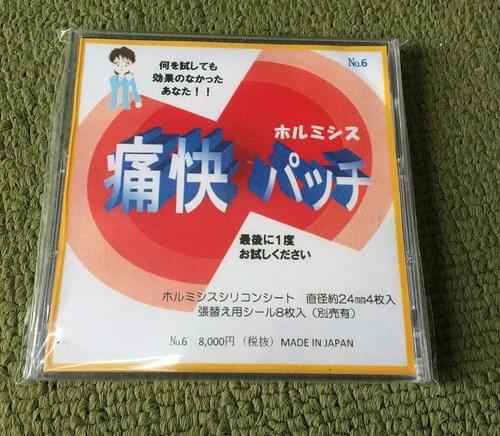 何を試しても
効果のなかった
あなた！！
No.6
ホルミシス
痛快 パッチ
最後に1度
お試しください
ホルミシスシリコンシート 直径約24㎜4枚入
張替え用シール8枚入（別売有）
No.6 8,000円（税抜） MADE IN JAPAN